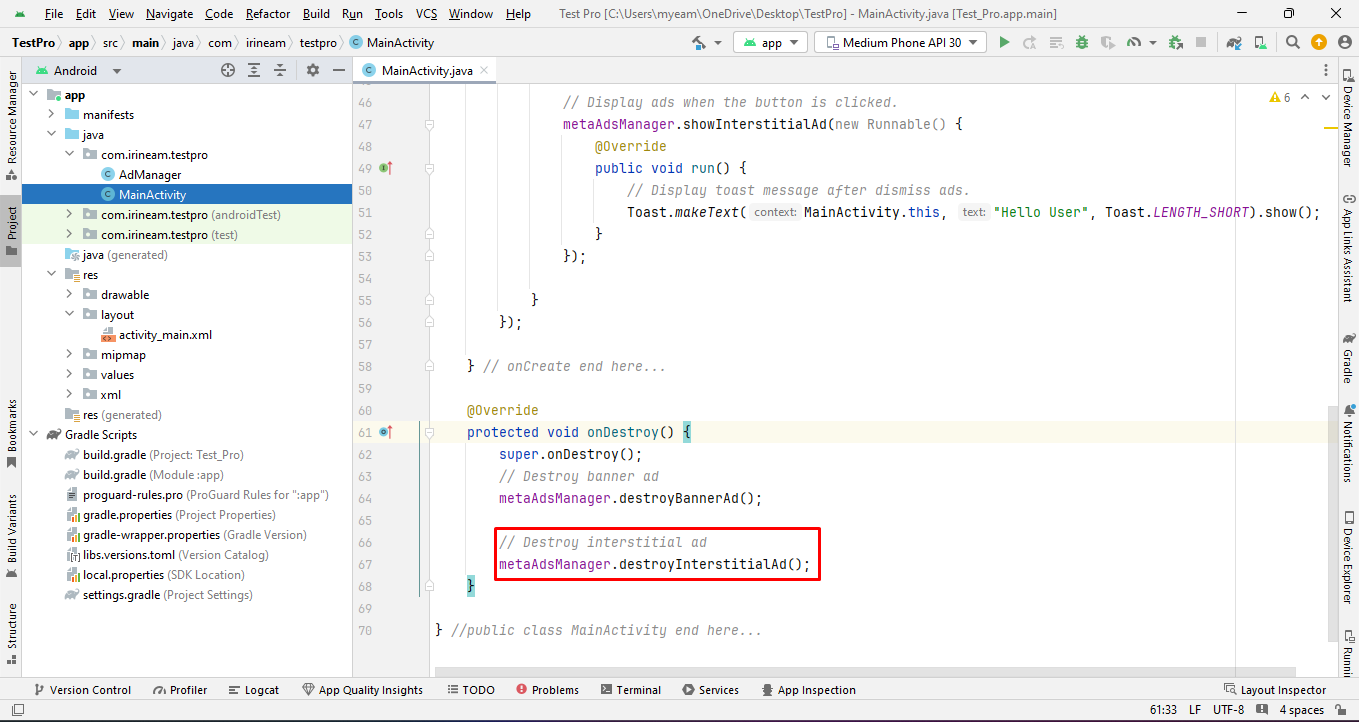 File Edit View Navigate Code Refactor Build Run Tools VCS Window Help Test Pro [C:\Users\myeam\OneDrive\Desktop\TestPro] - MainActivity.java [Test_Pro.app.main]
TestPro app src main java com irineam testpro MainActivity app Medium Phone API 30
Android
MainActivity.java
Resource Manager
Project
Bookmarks
Build Variants
Structure
app
manifests
java
com.irineam.testpro
AdManager
MainActivity
com.irineam.testpro (androidTest)
com.irineam.testpro (test)
java (generated)
res
drawable
layout
activity_main.xml
mipmap
values
xml
res (generated)
Gradle Scripts
build.gradle (Project: Test_Pro)
build.gradle (Module :app)
proguard-rules.pro (ProGuard Rules for ":app")
gradle.properties (Project Properties)
gradle-wrapper.properties (Gradle Version)
libs.versions.toml (Version Catalog)
local.properties (SDK Location)
settings.gradle (Project Settings)
6
46 // Display ads when the button is clicked.
47 metaAdsManager.showInterstitialAd(new Runnable() {
48 @Override
49 public void run() {
50 // Display toast message after dismiss ads.
51 Toast.makeText( context: MainActivity.this, text: "Hello User", Toast.LENGTH_SHORT).show();
52 }
53 });
54
55 }
56 });
57
58 } // onCreate end here...
59
60 @Override
61 protected void onDestroy() {
62 super.onDestroy();
63 // Destroy banner ad
64 metaAdsManager.destroyBannerAd();
65
66 // Destroy interstitial ad
67 metaAdsManager.destroyInterstitialAd();
68 }
69
70 } //public class MainActivity end here...
Device Manager
App Links Assistant
Gradle
Notifications
Device Explorer
Version Control Profiler Logcat App Quality Insights TODO Problems Terminal Services App Inspection Layout Inspector
61:33 LF UTF-8 4 spaces